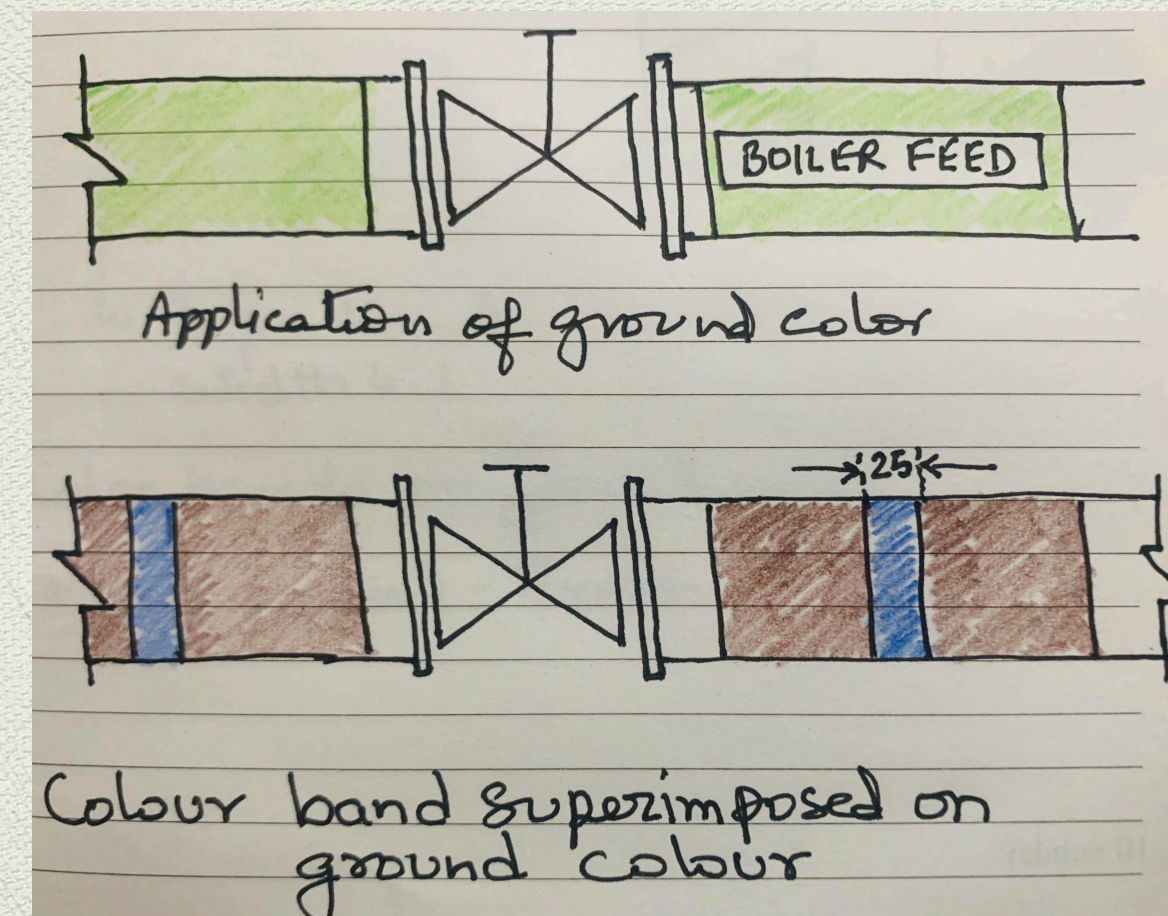 BOILER FEED
Application of ground color
25
Colour band superimposed on
ground colour